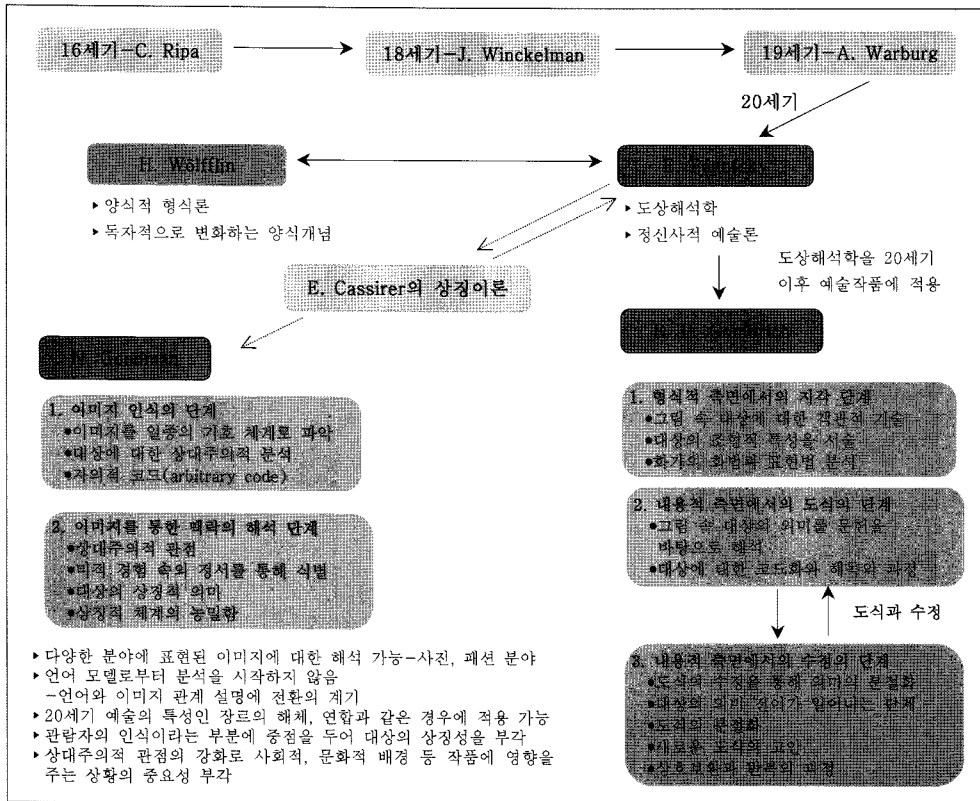 16세기-C. Ripa
18세기-J. Winckelman
19세기-A. Warburg
20세기
H. Wölfflin
▸ 양식적 형식론
▸ 독자적으로 변화하는 양식개념
▸ 도상해석학
▸ 정신사적 예술론
도상해석학을 20세기
이후 예술작품에 적용
E. Cassirer의 상징이론
1. 이미지 인식의 단계
●이미지를 일종의 기호 체계로 파악
●대상에 대한 상대주의적 분석
●자의적 코드(arbitrary code)
2. 이미지를 통한 맥락의 해석 단계
●상대주의적 관점
●미적 경험 속의 정서를 통해 식별
●대상의 상징적 의미
●상징적 체계의 농밀함
▸ 다양한 분야에 표현된 이미지에 대한 해석 가능-사진, 패션 분야
▸ 언어 모델로부터 분석을 시작하지 않음
-언어와 이미지 관계 설명에 전환의 계기
▸ 20세기 예술의 특성인 장르의 해체, 연합과 같은 경우에 적용 가능
▸ 관람자의 인식이라는 부분에 중점을 두어 대상의 상징성을 부각
▸ 상대주의적 관점의 강화로 사회적, 문화적 배경 등 작품에 영향을
주는 상황의 중요성 부각
1. 형식적 측면에서의 지각 단계
●그림 속 대상에 대한 객관적 기술
●대상의 조형적 특성을 서술
●화가의 화법과 표현법 분석
2. 내용적 측면에서의 도식의 단계
●그림 속 대상의 의미를 문헌을
바탕으로 해석
●대상에 대한 코드화와 해독의 과정
도식과 수정
3. 내용적 측면에서의 수정의 단계
●도식의 수정을 통해 의미의 분절화
●대상의 의미 전이가 일어나는 단계
●도식의 분절화
●새로운 도식의 고안
●상호보완과 반복의 과정